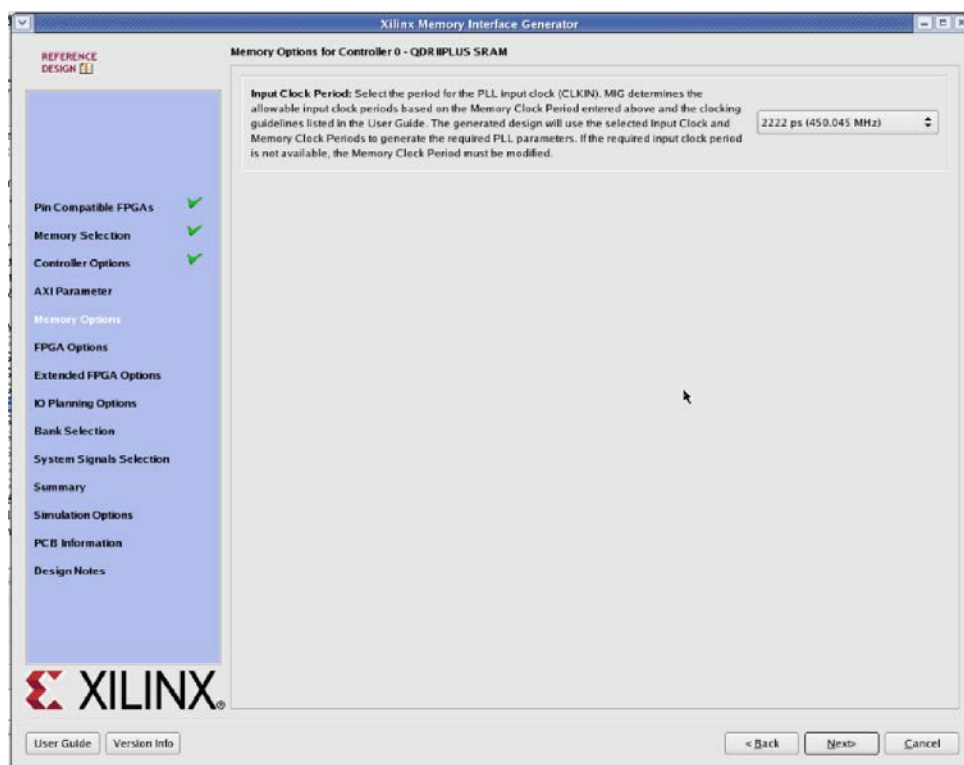 Xilinx Memory Interface Generator
REFERENCE
DESIGN
Memory Options for Controller 0 - QDRIIPLUS SRAM
Input Clock Period: Select the period for the PLL input clock (CLKIN). MIG determines the
allowable input clock periods based on the Memory Clock Period entered above and the clocking
guidelines listed in the User Guide. The generated design will use the selected Input Clock and
Memory Clock Periods to generate the required PLL parameters. If the required input clock period
is not available, the Memory Clock Period must be modified.
2222 ps (450.045 MHz)
Pin Compatible FPGAs
Memory Selection
Controller Options
AXI Parameter
Memory Options
FPGA Options
Extended FPGA Options
IO Planning Options
Bank Selection
System Signals Selection
Summary
Simulation Options
PCB Information
Design Notes
XILINX®
User Guide
Version Info
< Back
Next>
Cancel